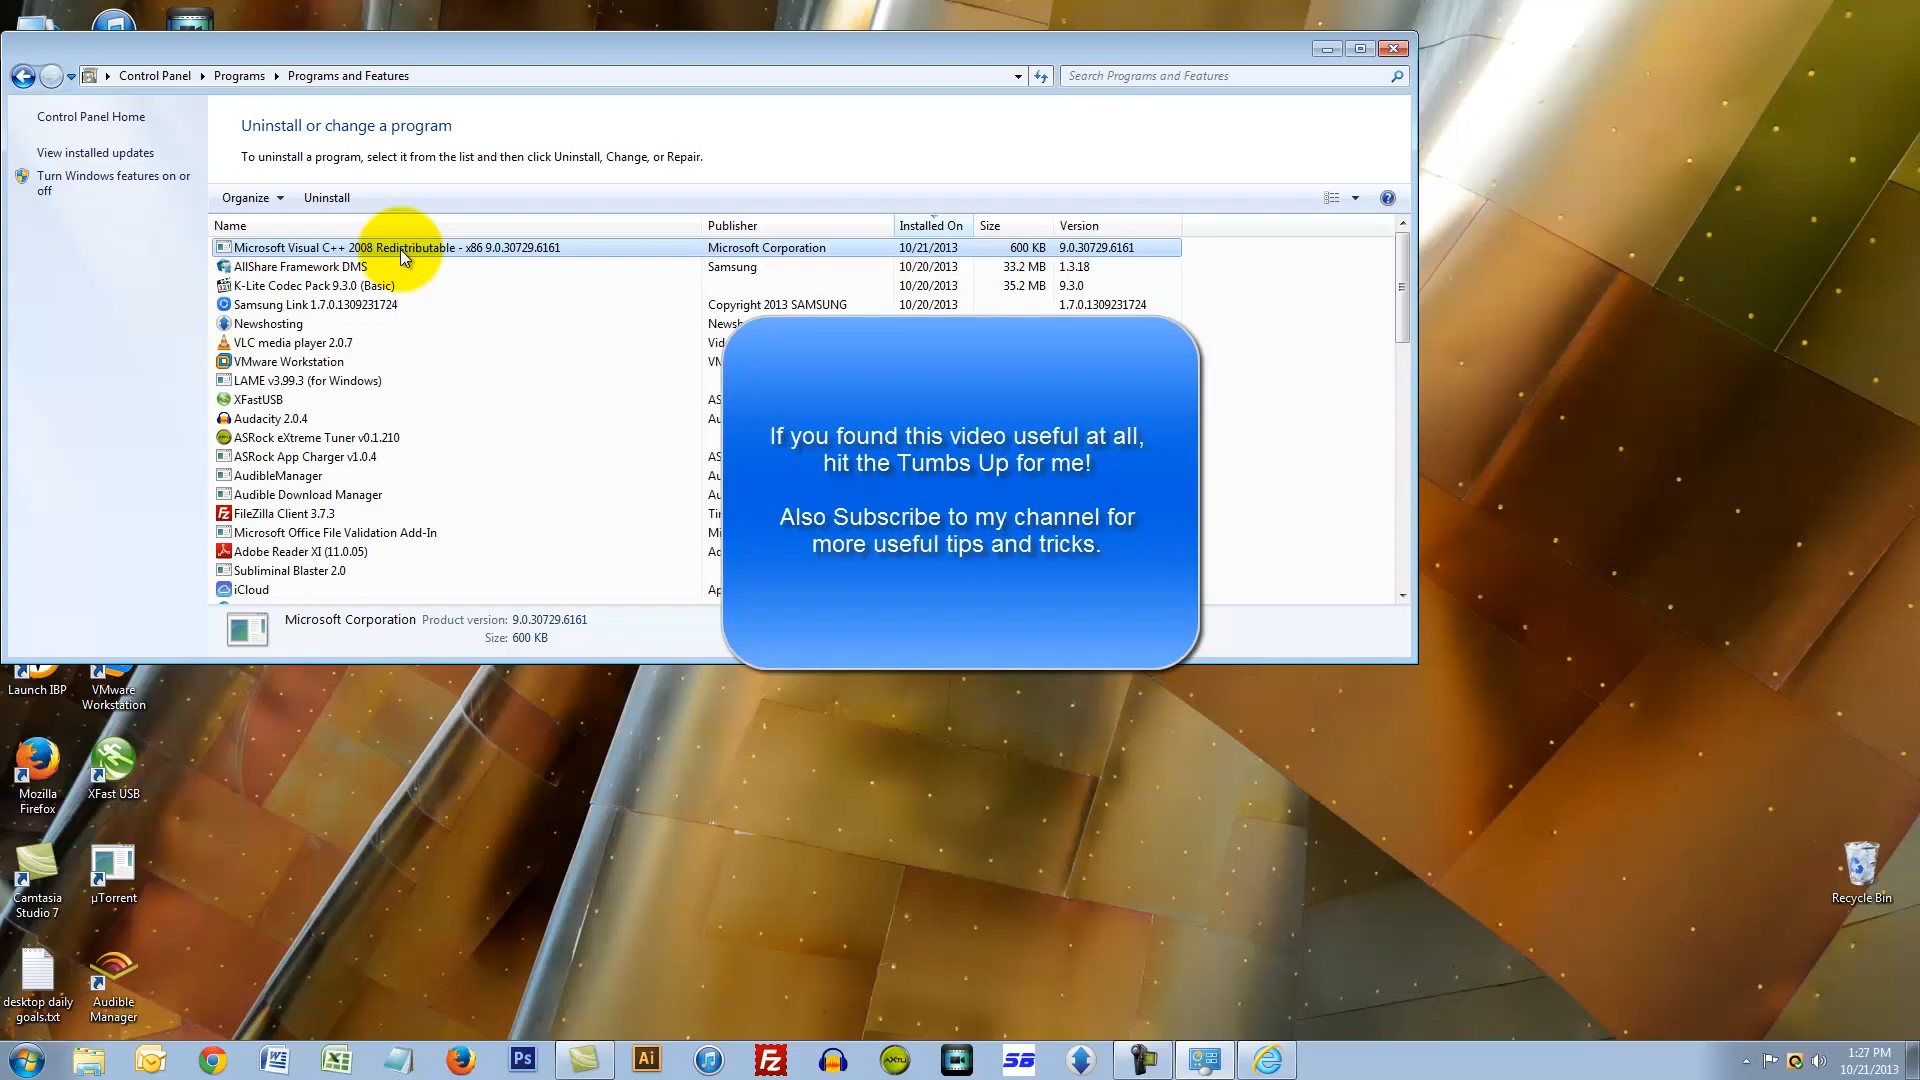 Control Panel
Programs
Programs and Features
Search Programs and Features
Control Panel Home
View installed updates
Turn Windows features on or
off
Uninstall or change a program
To uninstall a program, select it from the list and then click Uninstall, Change, or Repair.
Organize Uninstall
Name Publisher Installed On Size Version
Microsoft Visual C++ 2008 Redistributable - x86 9.0.30729.6161 Microsoft Corporation 10/21/2013 600 KB 9.0.30729.6161
AllShare Framework DMS Samsung 10/20/2013 33.2 MB 1.3.18
K-Lite Codec Pack 9.3.0 (Basic) 10/20/2013 35.2 MB 9.3.0
Samsung Link 1.7.0.1309231724 Copyright 2013 SAMSUNG 10/20/2013 1.7.0.1309231724
Newshosting
VLC media player 2.0.7
VMware Workstation
LAME v3.99.3 (for Windows)
XFastUSB
Audacity 2.0.4
ASRock eXtreme Tuner v0.1.210
ASRock App Charger v1.0.4
AudibleManager
Audible Download Manager
FileZilla Client 3.7.3
Microsoft Office File Validation Add-In
Adobe Reader XI (11.0.05)
Subliminal Blaster 2.0
iCloud
Microsoft Corporation Product version: 9.0.30729.6161
Size: 600 KB
If you found this video useful at all,
hit the Tumbs Up for me!
Also Subscribe to my channel for
more useful tips and tricks.
Launch IBP
VMware
Workstation
Mozilla
Firefox
XFast USB
Camtasia
Studio 7
µTorrent
desktop daily
goals.txt
Audible
Manager
Recycle Bin
Ps
Ai
Fz
AXTU
SB
1:27 PM
10/21/2013